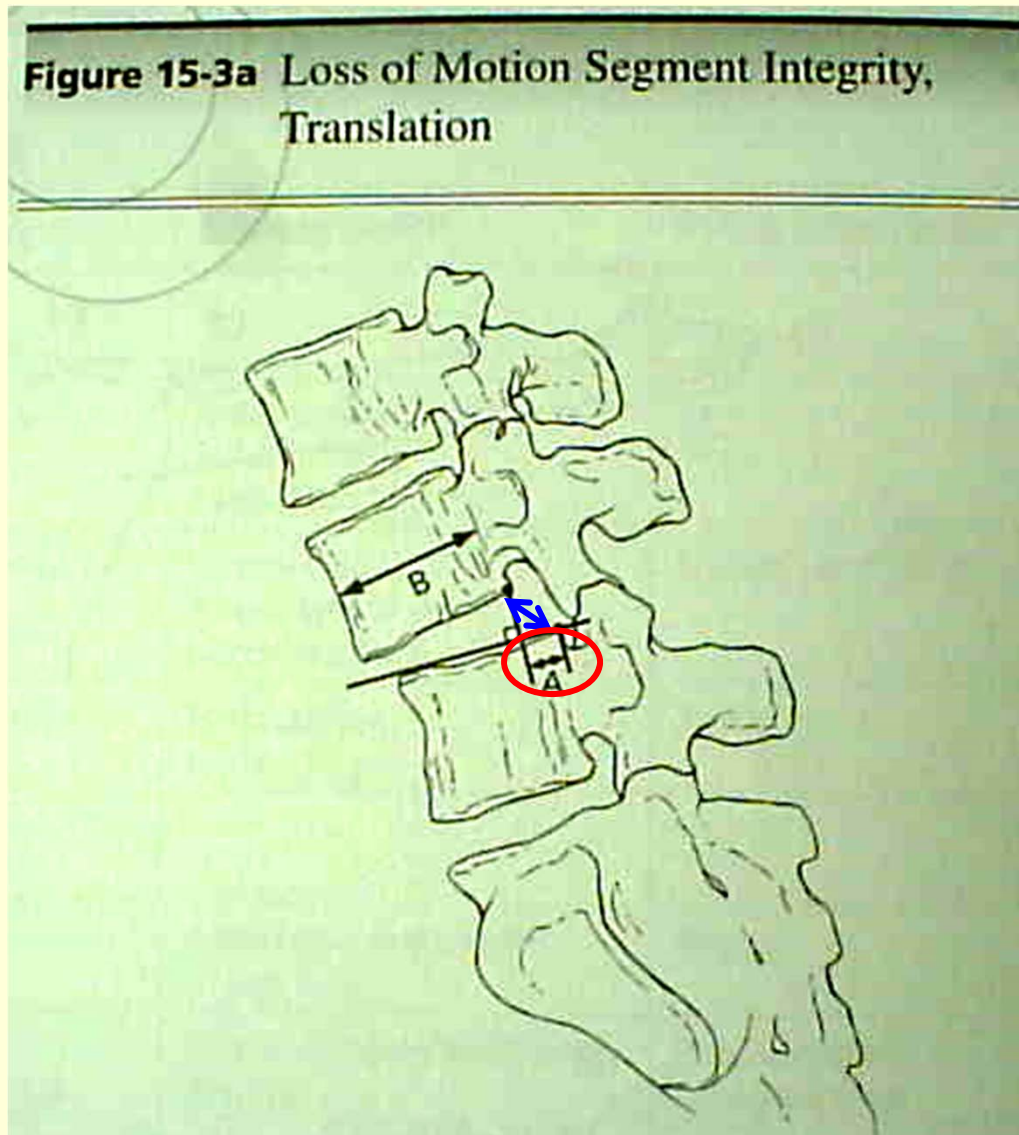 Figure 15-3a Loss of Motion Segment Integrity,
Translation
B
A